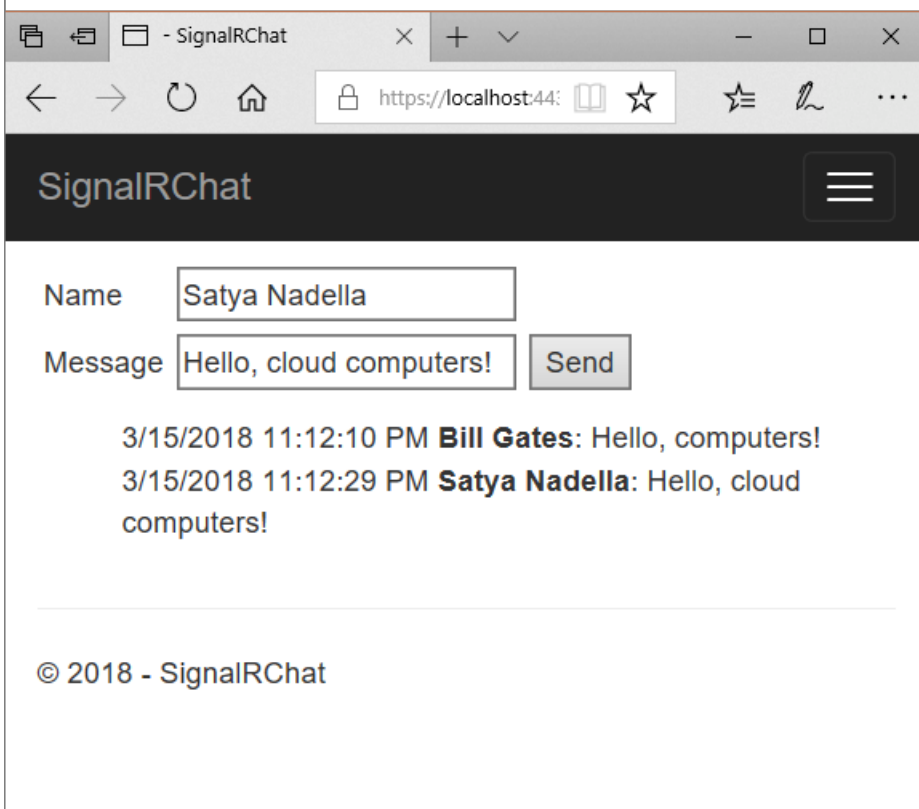 - SignalRChat
https://localhost:44
SignalRChat
Name Satya Nadella
Message Hello, cloud computers! Send
3/15/2018 11:12:10 PM Bill Gates: Hello, computers!
3/15/2018 11:12:29 PM Satya Nadella: Hello, cloud
computers!
© 2018 - SignalRChat